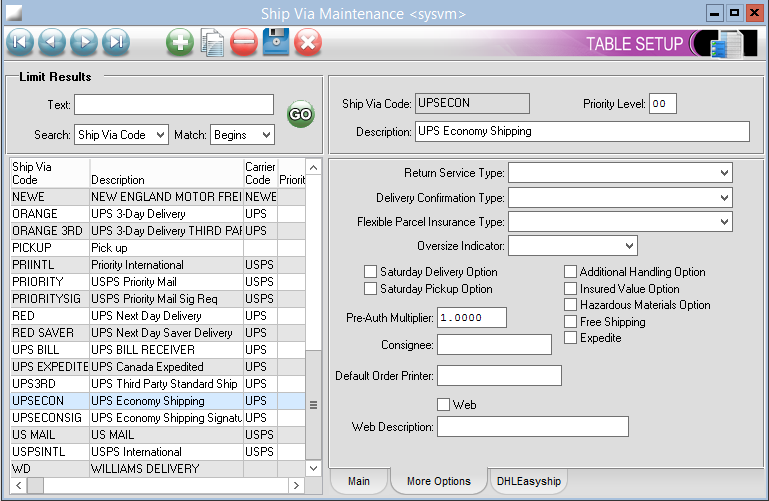 Ship Via Maintenance <sysvm>
TABLE SETUP
Limit Results
Text:
GO
Search: Ship Via Code Match: Begins
Ship Via Code: UPSECON Priority Level: 00
Description: UPS Economy Shipping
Ship Via Carrier
Code Description Code Priorit
NEWE NEW ENGLAND MOTOR FREI NEWE
ORANGE UPS 3-Day Delivery UPS
ORANGE 3RD UPS 3-Day Delivery THIRD PAR UPS
PICKUP Pick up
PRIINTL Priority International USPS
PRIORITY USPS Priority Mail USPS
PRIORITYSIG USPS Priority Mail Sig Req USPS
RED UPS Next Day Delivery UPS
RED SAVER UPS Next Day Saver Delivery UPS
UPS BILL UPS BILL RECEIVER UPS
UPS EXPEDITE UPS Canada Expedited UPS
UPS3RD UPS Third Party Standard Ship UPS
UPSECON UPS Economy Shipping UPS
UPSECONSIG UPS Economy Shipping Signatu UPS
US MAIL US MAIL USPS
USPSINTL USPS International USPS
WD WILLIAMS DELIVERY
Return Service Type:
Delivery Confirmation Type:
Flexible Parcel Insurance Type:
Oversize Indicator:
Saturday Delivery Option Additional Handling Option
Saturday Pickup Option Insured Value Option
Hazardous Materials Option
Pre-Auth Multiplier: 1.0000 Free Shipping
Consignee: Expedite
Default Order Printer:
Web
Web Description:
Main More Options DHLEasyship